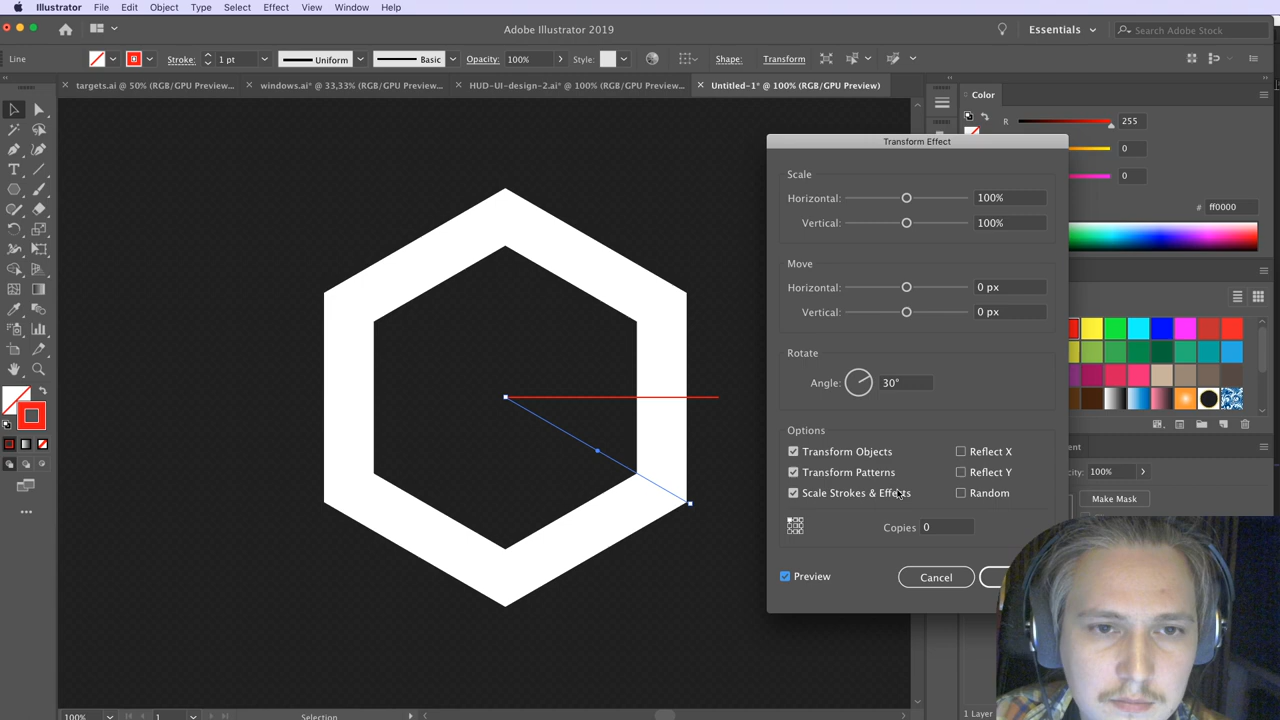 Illustrator File Edit Object Type Select Effect View Window Help
Adobe Illustrator 2019
Essentials
Search Adobe Stock
Line
Stroke: 1 pt
Uniform
Basic
Opacity: 100%
Style:
Shape:
Transform
targets.ai @ 50% (RGB/GPU Preview...
windows.ai* @ 33,33% (RGB/GPU Preview...
HUD-UI-design-2.ai* @ 100% (RGB/GPU Preview...
Untitled-1* @ 100% (RGB/GPU Preview)
Color
R 255
0
0
# ff0000
Transform Effect
Scale
Horizontal: 100%
Vertical: 100%
Move
Horizontal: 0 px
Vertical: 0 px
Rotate
Angle: 30°
Options
Transform Objects
Reflect X
Transform Patterns
Reflect Y
Scale Strokes & Effects
Random
Copies 0
Preview
Cancel
100%
Make Mask
100%
1
Selection
1 Layer